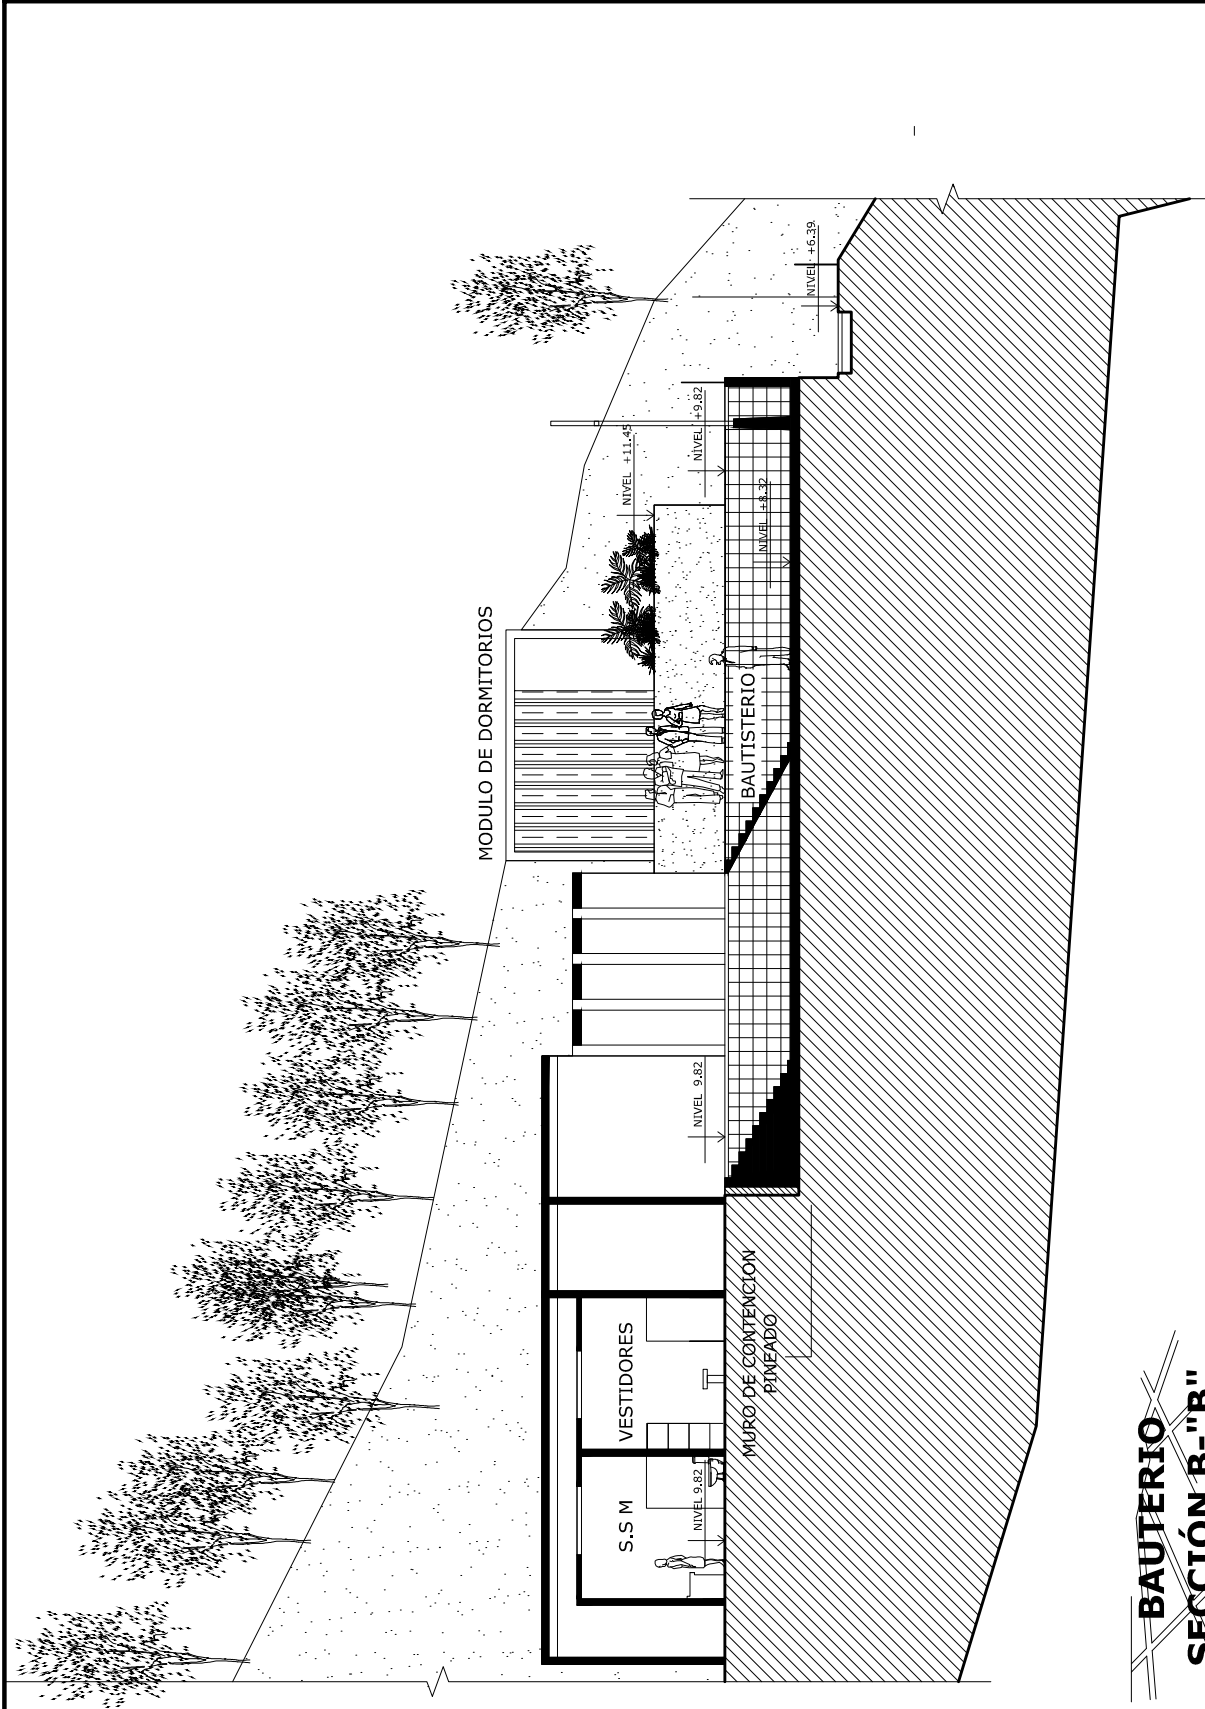 MODULO DE DORMITORIOS
NIVEL +11.45
NIVEL +9.82
NIVEL +6.39
NIVEL +8.32
BAUTISTERIO
NIVEL 9.82
VESTIDORES
S.S M
NIVEL 9.82
MURO DE CONTENCION
PINEADO
BAUTERIO
SECCIÓN B-"B"